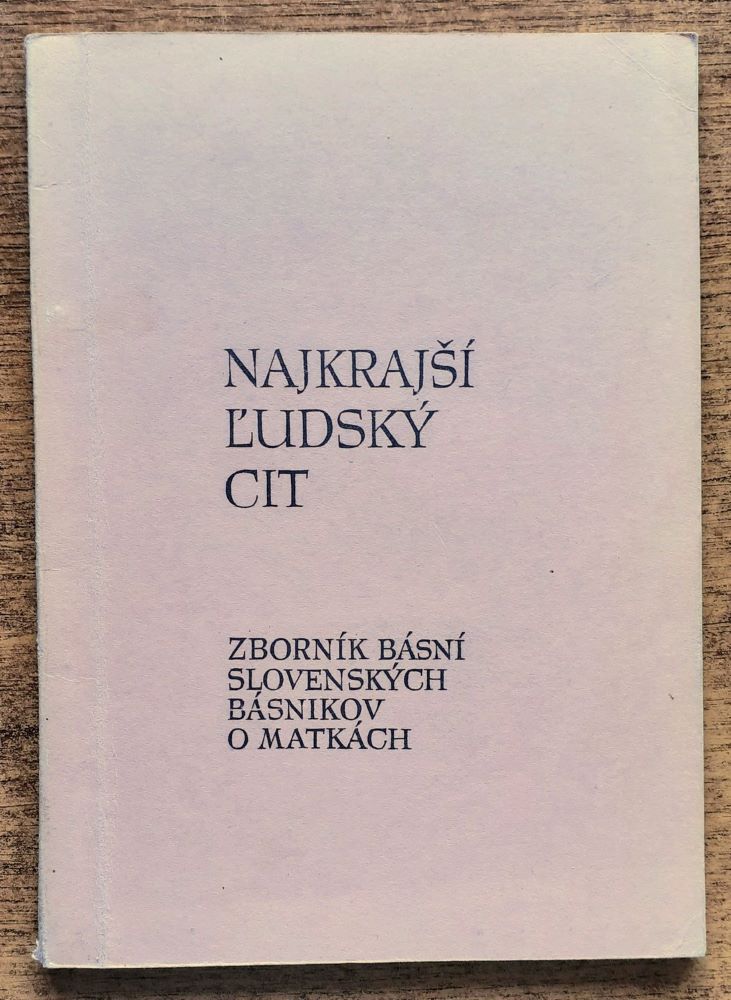 NAJKRAJŠÍ
ĽUDSKÝ
CIT
ZBORNÍK BÁSNÍ
SLOVENSKÝCH
BÁSNIKOV
O MATKÁCH